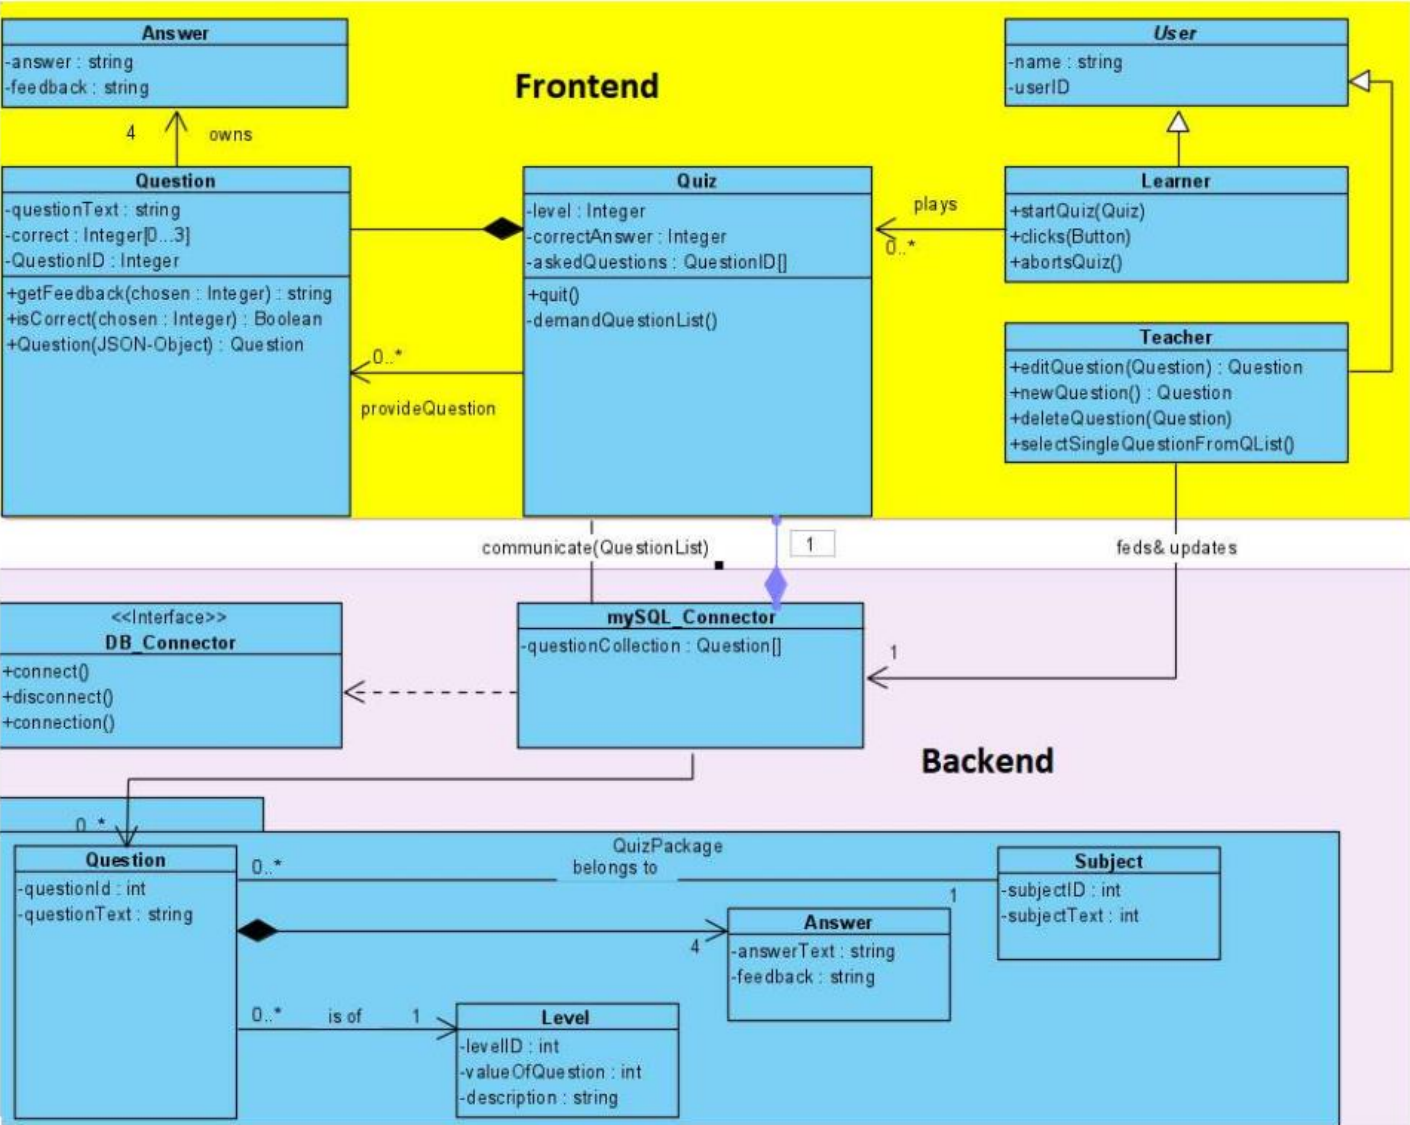 Answer
-answer : string
-feedback : string
4
owns
Frontend
User
-name : string
-userID
Question
-questionText : string
-correct : Integer[0...3]
-QuestionID : Integer
+getFeedback(chosen : Integer) : string
+isCorrect(chosen : Integer) : Boolean
+Question(JSON-Object) : Question
0..*
provideQuestion
Quiz
-level : Integer
-correctAnswer : Integer
-askedQuestions : QuestionID[]
+quit()
-demandQuestionList()
plays
0..*
Learner
+startQuiz(Quiz)
+clicks(Button)
+abortsQuiz()
Teacher
+editQuestion(Question) : Question
+newQuestion() : Question
+deleteQuestion(Question)
+selectSingleQuestionFromQList()
communicate(QuestionList)
1
feds& updates
<<Interface>>
DB_Connector
+connect()
+disconnect()
+connection()
mySQL_Connector
-questionCollection : Question[]
1
Backend
0..*
QuizPackage
Question
-questionId : int
-questionText : string
0..*
belongs to
1
Subject
-subjectID : int
-subjectText : int
4
Answer
-answerText : string
-feedback : string
0..*
is of
1
Level
-levelID : int
-valueOfQuestion : int
-description : string